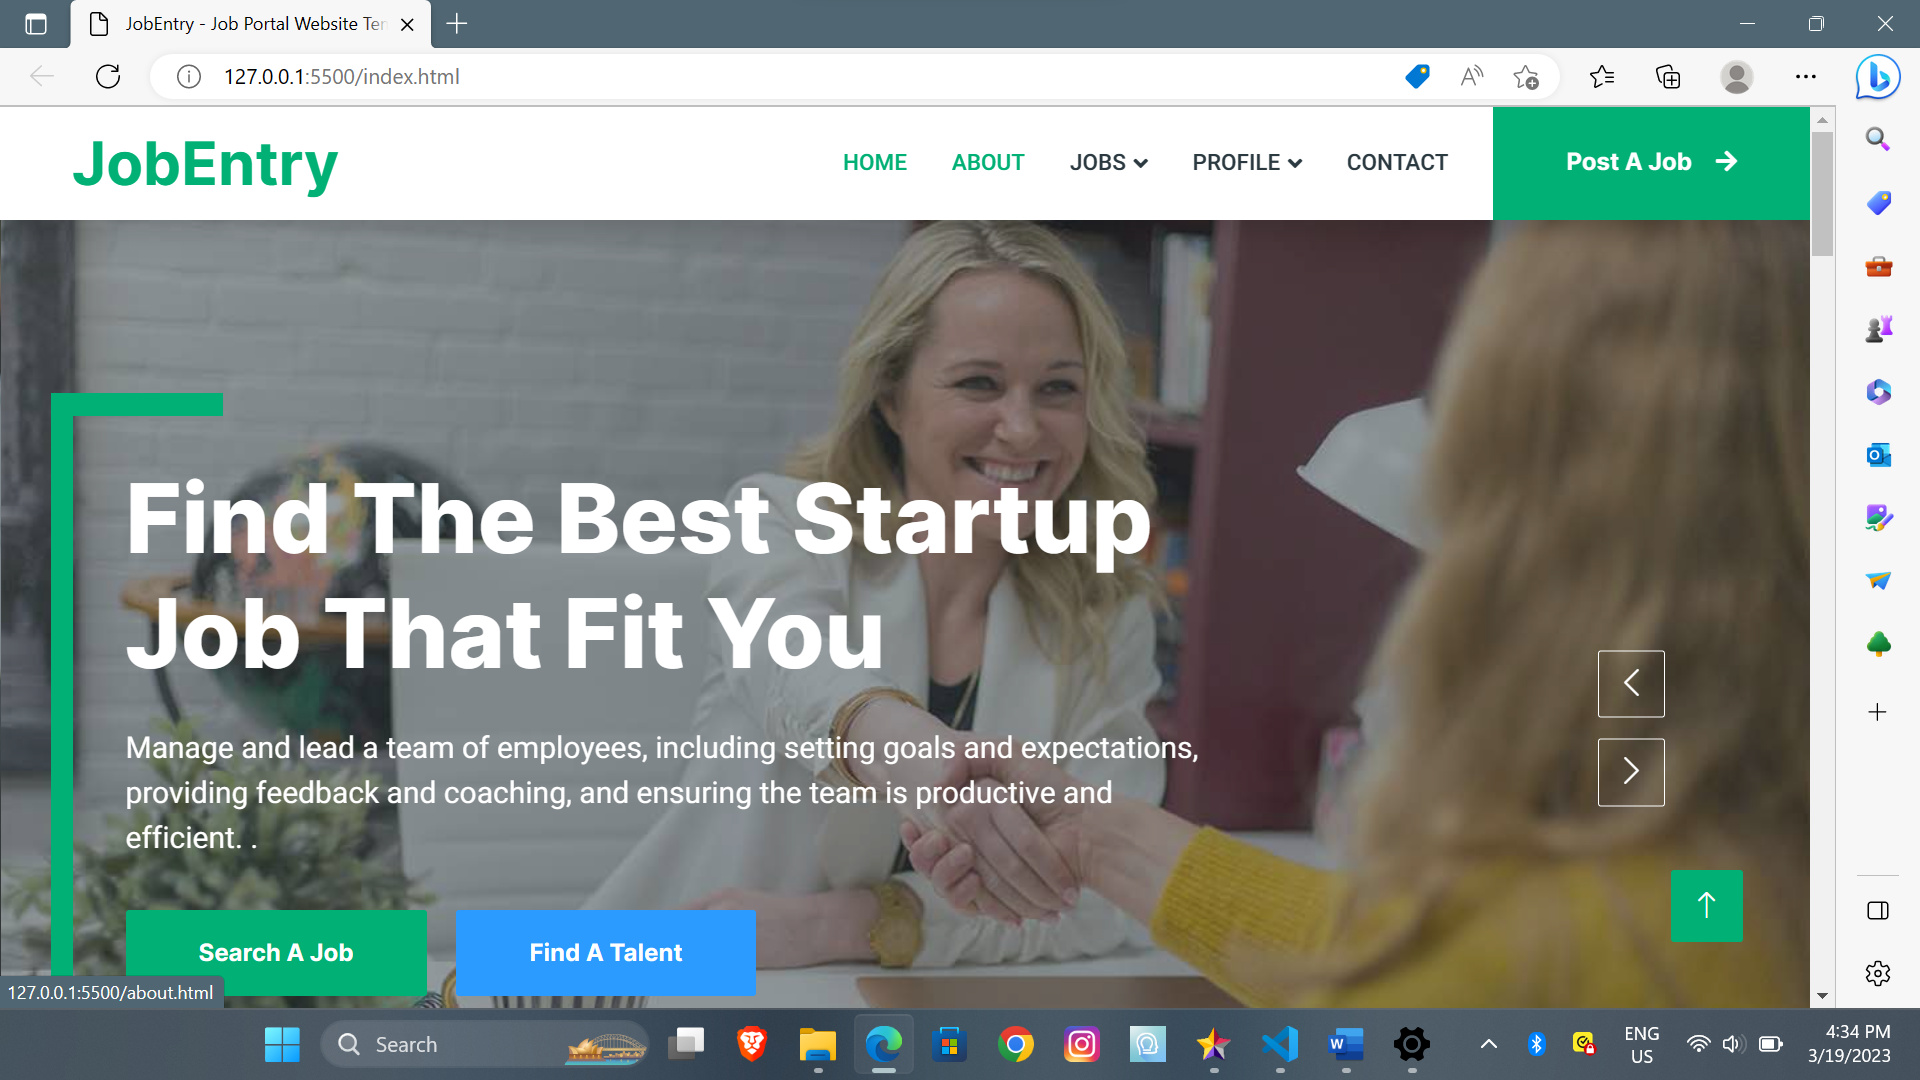 JobEntry - Job Portal Website Ten
127.0.0.1:5500/index.html
JobEntry
HOME
ABOUT
JOBS
PROFILE
CONTACT
Post A Job
Find The Best Startup
Job That Fit You
Manage and lead a team of employees, including setting goals and expectations,
providing feedback and coaching, and ensuring the team is productive and
efficient. .
Search A Job
Find A Talent
127.0.0.1:5500/about.html
Search
ENG
US
4:34 PM
3/19/2023